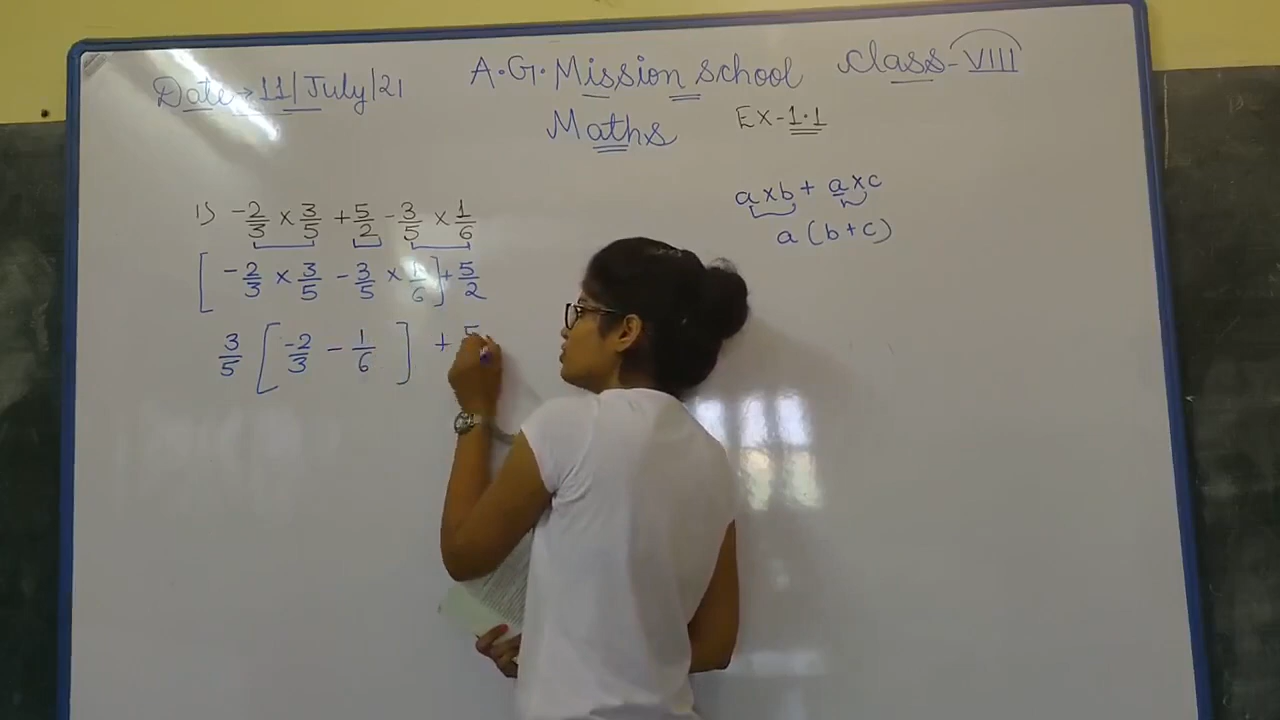 Date → 11/July/21
A.G. Mission school Class-VIII
Maths
Ex-1.1
1) -2/3 × 3/5 + 5/2 - 3/5 × 1/6
[-2/3 × 3/5 - 3/5 × 1/6] + 5/2
3/5 [-2/3 - 1/6] + 5
a×b + a×c
a(b+c)